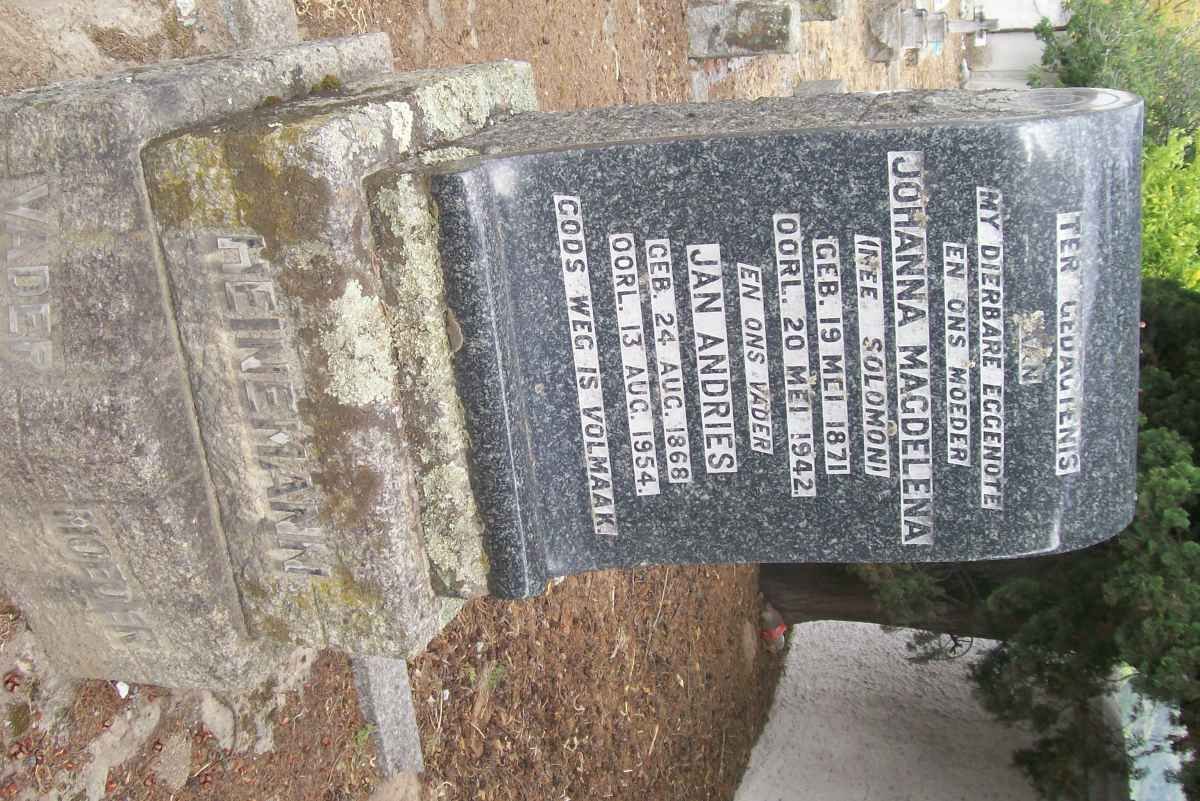 TER GEDAGTENIS
AAN
MY DIERBARE EGGENOTE
EN ONS MOEDER
JOHANNA MAGDELENA
(NEE SOLOMON)
GEB. 19 MEI 1871
OORL. 20 MEI 1942.
EN ONS VADER
JAN ANDRIES
GEB. 24 AUG. 1868
OORL. 13 AUG. 1954.
GODS WEG IS VOLMAAK.
HEINEMANN
VADER MOEDER